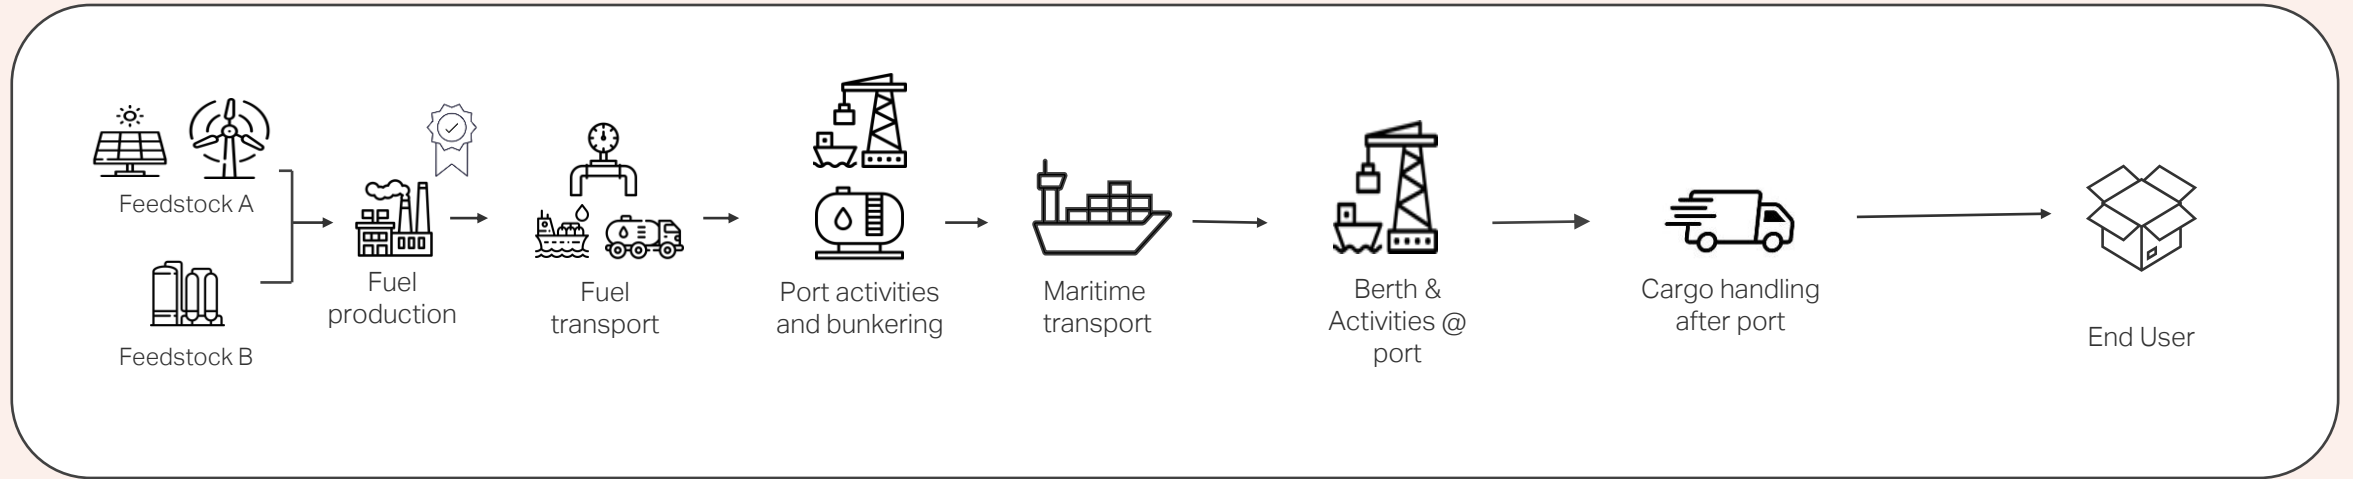 Feedstock A
Feedstock B
Fuel
production
Fuel
transport
Port activities
and bunkering
Maritime
transport
Berth &
Activities @
port
Cargo handling
after port
End User